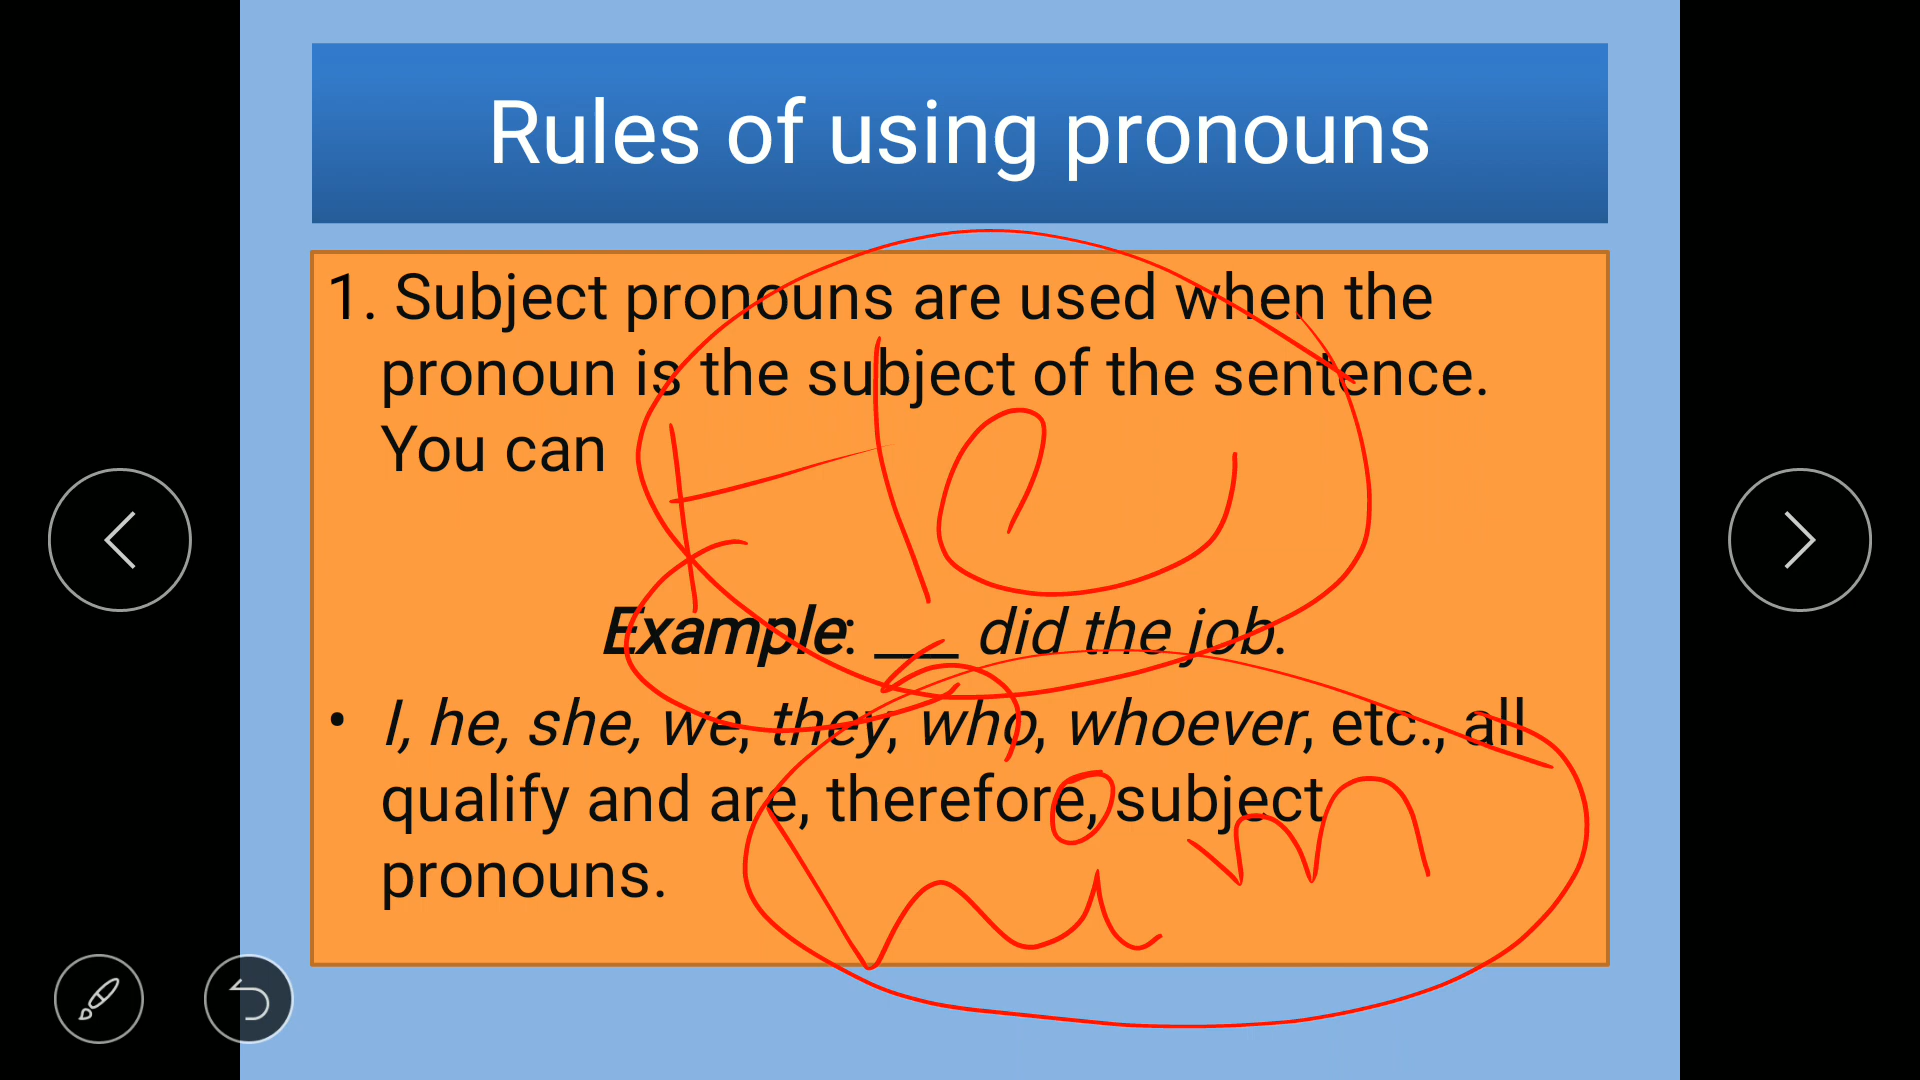 Rules of using pronouns
1. Subject pronouns are used when the
pronoun is the subject of the sentence.
You can
He
Example: ___ did the job.
• I, he, she, we, they, who, whoever, etc., all
qualify and are, therefore, subject
pronouns.
him